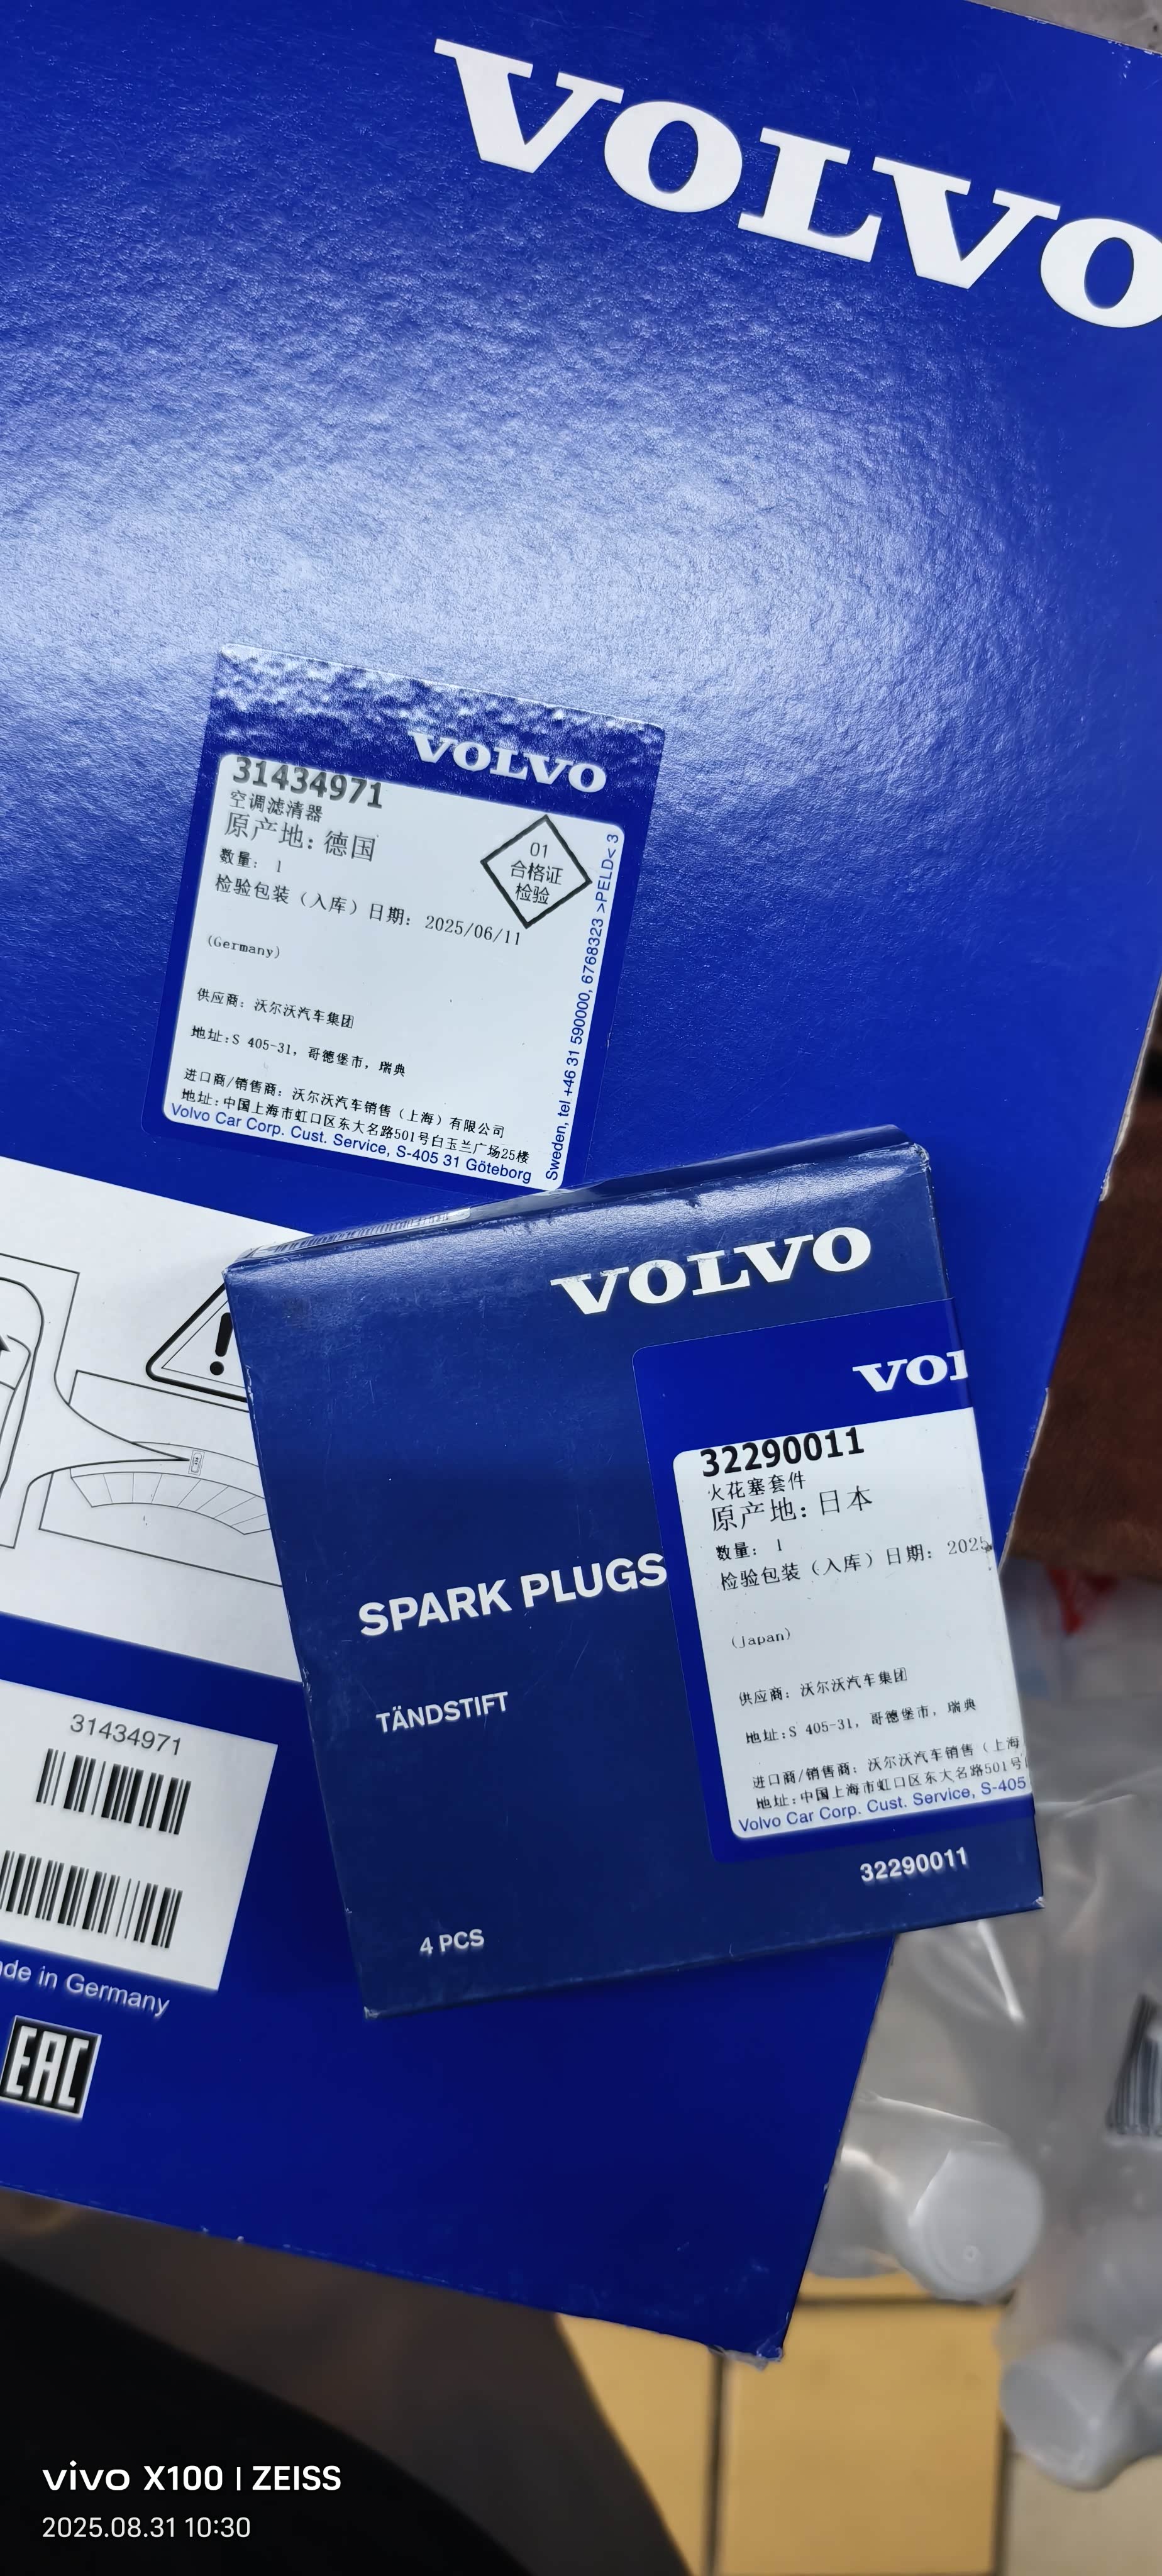 VOLVO
VOLVO
31434971
空调滤清器
原产地: 德国
数量: 1
检验包装（入库）日期: 2025/06/11
01
合格证
检验
(Germany)
供应商: 沃尔沃汽车集团
地址:S 405-31, 哥德堡市, 瑞典
进口商/销售商: 沃尔沃汽车销售（上海）有限公司
地址:中国上海市虹口区东大名路501号白玉兰广场25楼
Volvo Car Corp. Cust. Service, S-405 31 Göteborg
Sweden, tel +46 31 590000, 6768323 >PELD< 3
VOLVO
VOL
32290011
火花塞套件
原产地: 日本
数量: 1
检验包装（入库）日期: 2025
(Japan)
供应商: 沃尔沃汽车集团
地址:S 405-31, 哥德堡市, 瑞典
进口商/销售商: 沃尔沃汽车销售（上海
地址:中国上海市虹口区东大名路501号
Volvo Car Corp. Cust. Service, S-405
SPARK PLUGS
TÄNDSTIFT
32290011
4 PCS
31434971
de in Germany
EAC
vivo X100 | ZEISS
2025.08.31 10:30